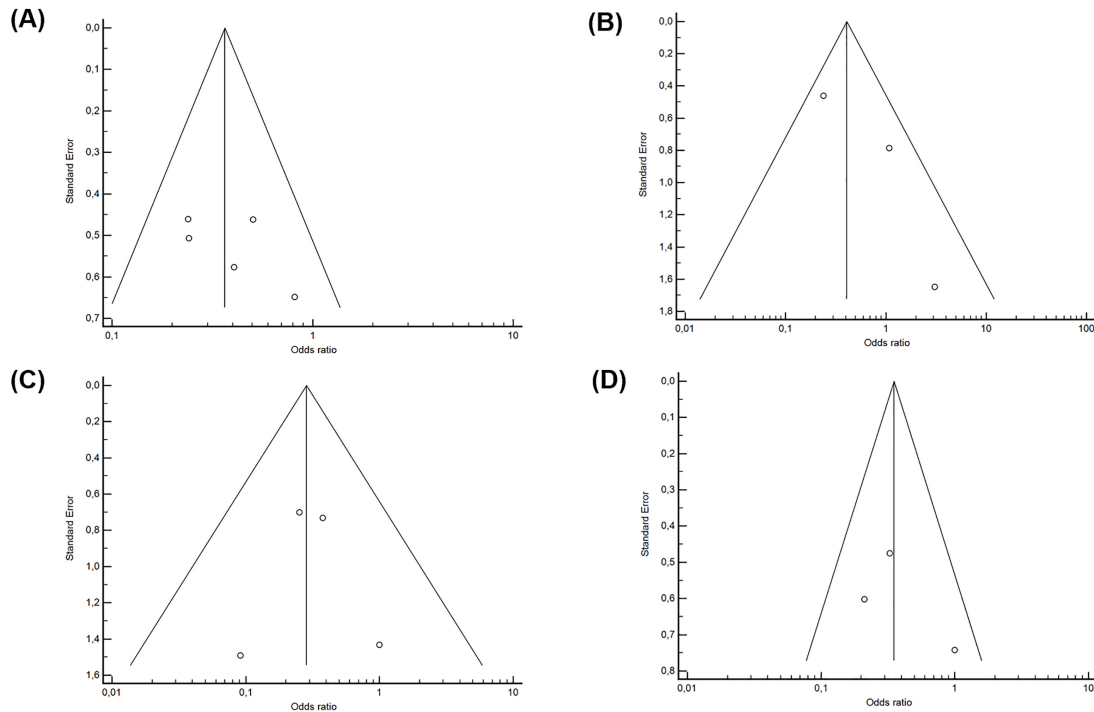 (A)
Standard Error
0,0
0,1
0,2
0,3
0,4
0,5
0,6
0,7
0,1 1 10
Odds ratio
(B)
Standard Error
0,0
0,2
0,4
0,6
0,8
1,0
1,2
1,4
1,6
1,8
0,01 0,1 1 10 100
Odds ratio
(C)
Standard Error
0,0
0,2
0,4
0,6
0,8
1,0
1,2
1,4
1,6
0,01 0,1 1 10
Odds ratio
(D)
Standard Error
0,0
0,1
0,2
0,3
0,4
0,5
0,6
0,7
0,8
0,01 0,1 1 10
Odds ratio